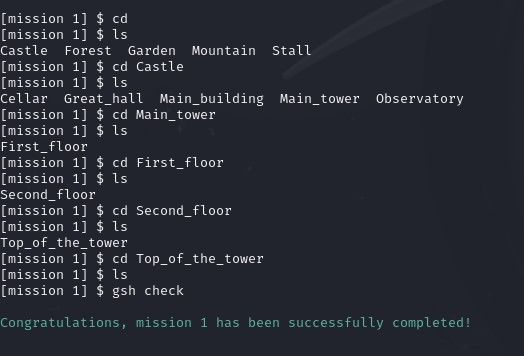 [mission 1] $ cd
[mission 1] $ ls
Castle  Forest  Garden  Mountain  Stall
[mission 1] $ cd Castle
[mission 1] $ ls
Cellar  Great_hall  Main_building  Main_tower  Observatory
[mission 1] $ cd Main_tower
[mission 1] $ ls
First_floor
[mission 1] $ cd First_floor
[mission 1] $ ls
Second_floor
[mission 1] $ cd Second_floor
[mission 1] $ ls
Top_of_the_tower
[mission 1] $ cd Top_of_the_tower
[mission 1] $ ls
[mission 1] $ gsh check
Congratulations, mission 1 has been successfully completed!